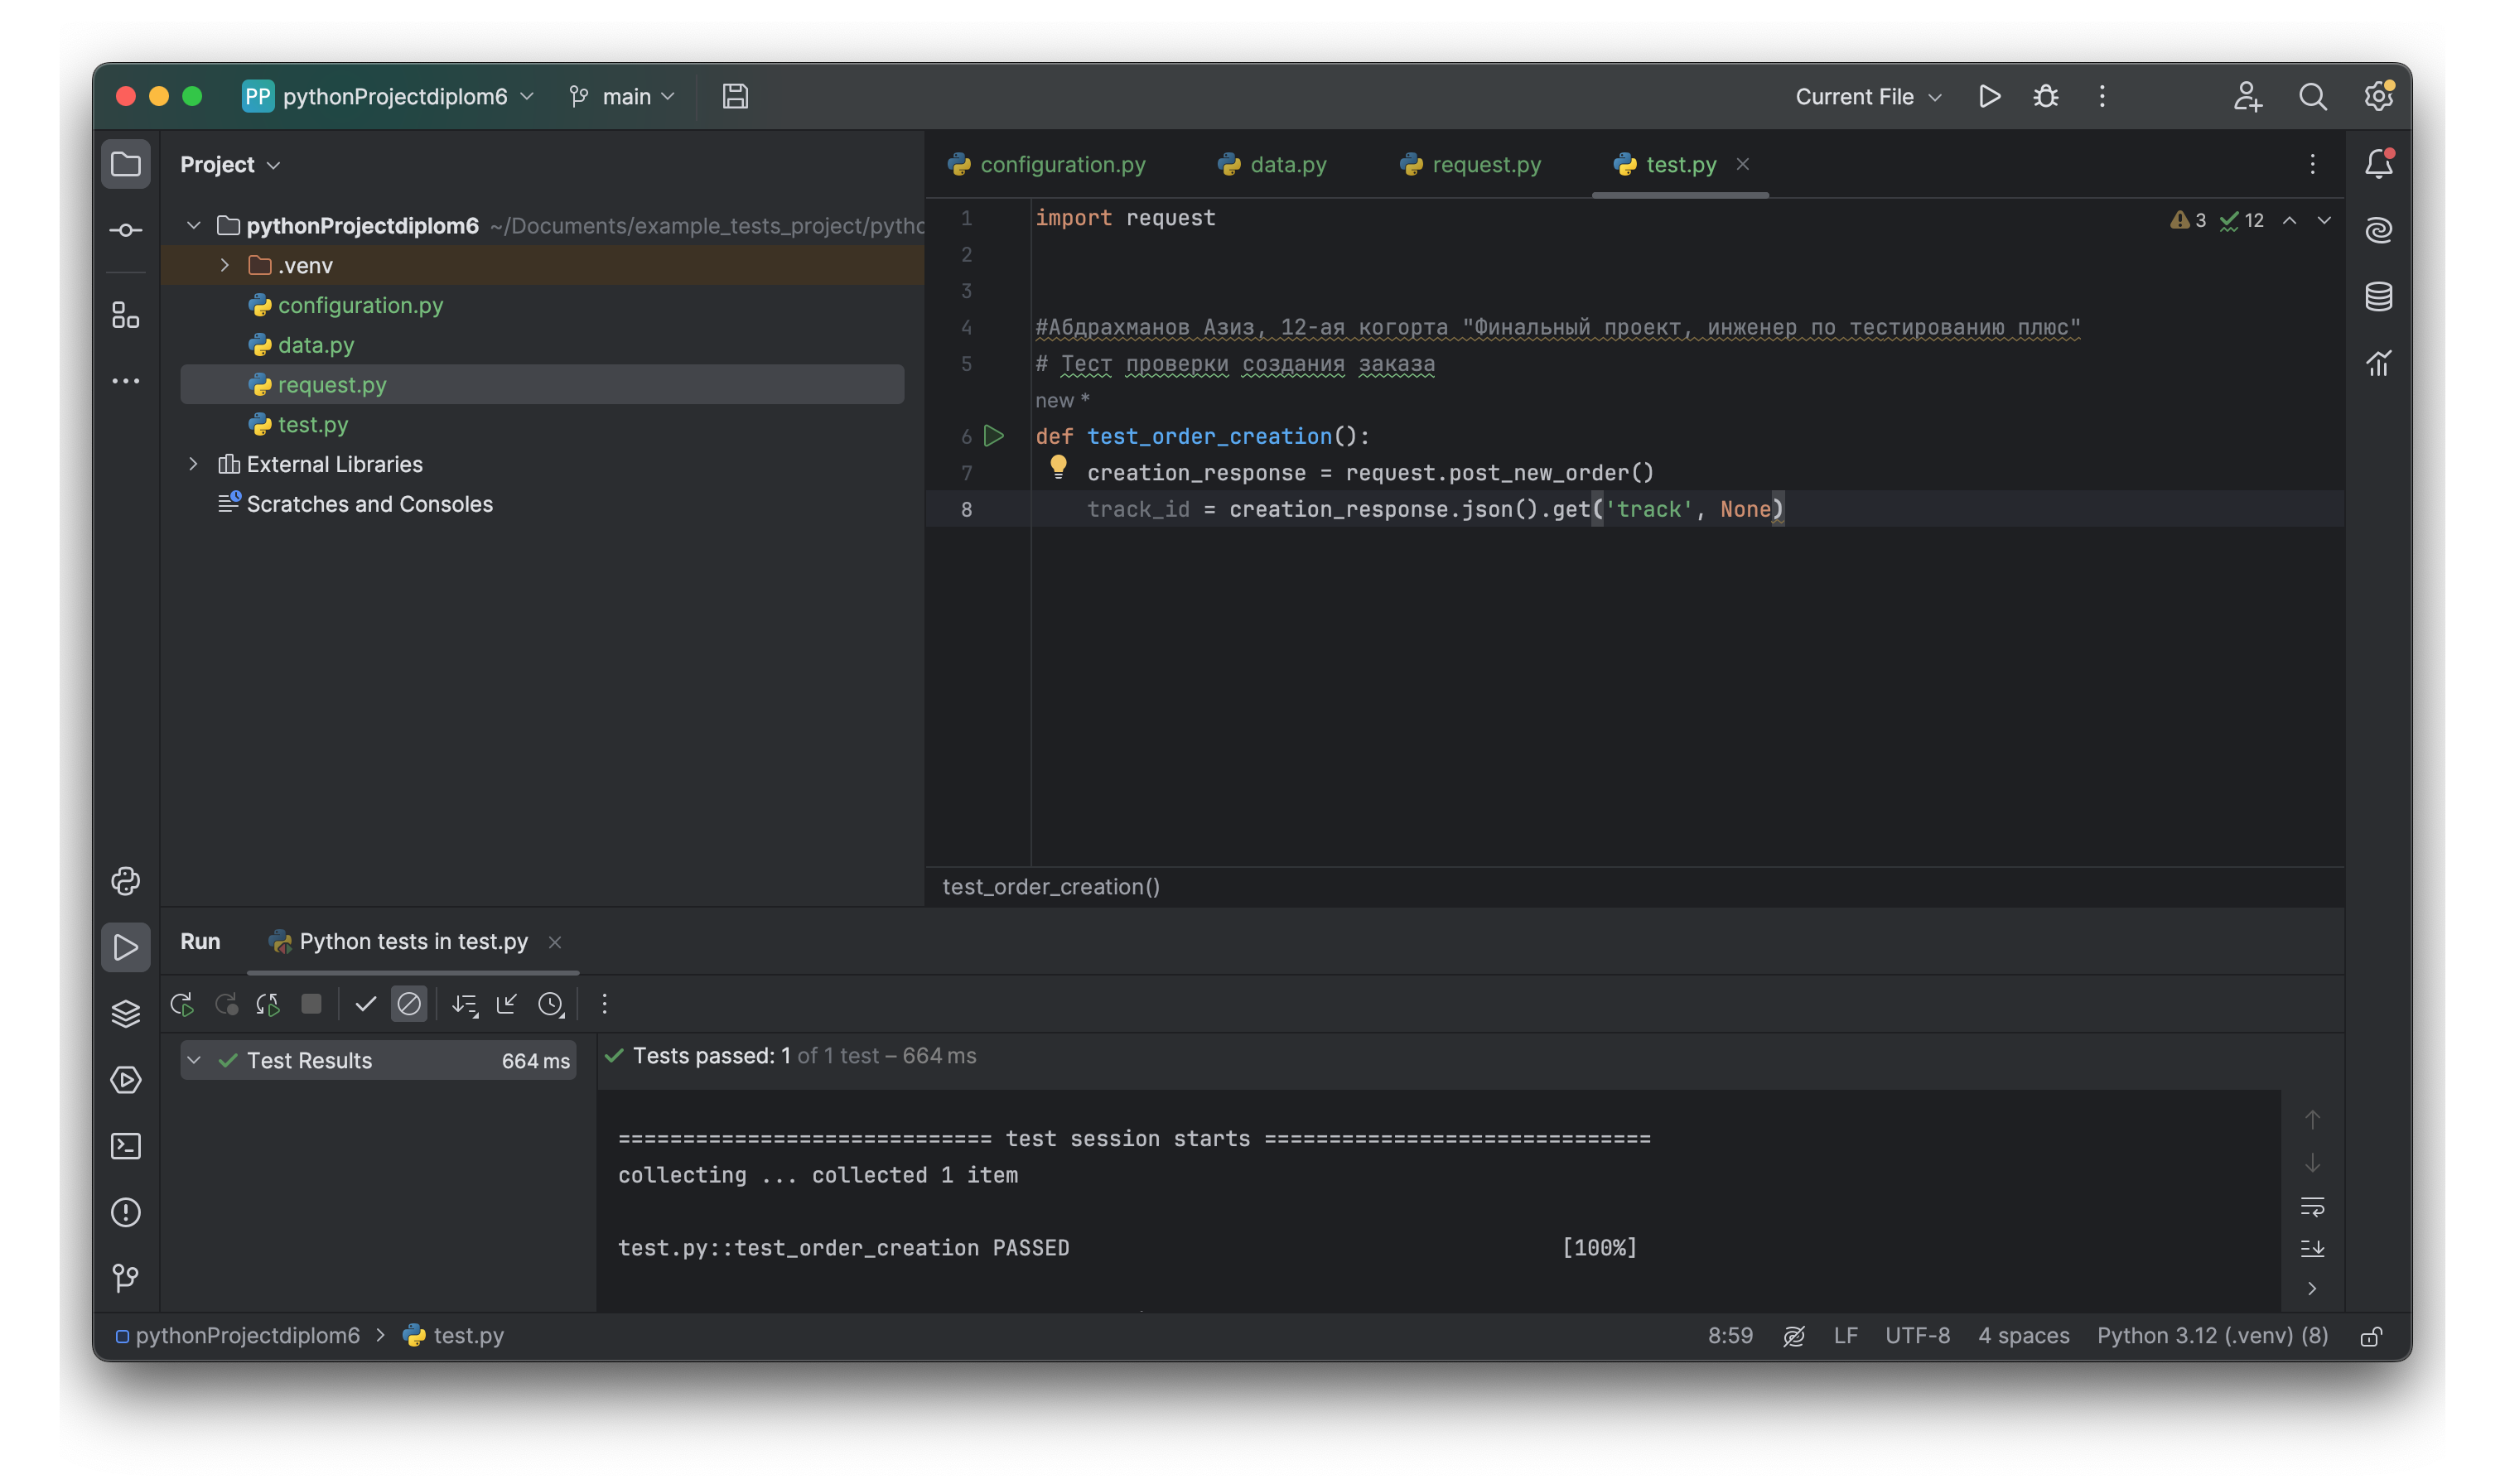 PP pythonProjectdiplom6 main Current File
Project
configuration.py data.py request.py test.py
pythonProjectdiplom6 ~/Documents/example_tests_project/pytho
.venv
configuration.py
data.py
request.py
test.py
External Libraries
Scratches and Consoles
3 12
1 import request
2
3
4 #Абдрахманов Азиз, 12-ая когорта "Финальный проект, инженер по тестированию плюс"
5 # Тест проверки создания заказа
new *
6 def test_order_creation():
7 creation_response = request.post_new_order()
8 track_id = creation_response.json().get('track', None)
test_order_creation()
Run Python tests in test.py
Test Results 664 ms
Tests passed: 1 of 1 test – 664 ms
============================= test session starts ==============================
collecting ... collected 1 item
test.py::test_order_creation PASSED [100%]
pythonProjectdiplom6 > test.py 8:59 LF UTF-8 4 spaces Python 3.12 (.venv) (8)